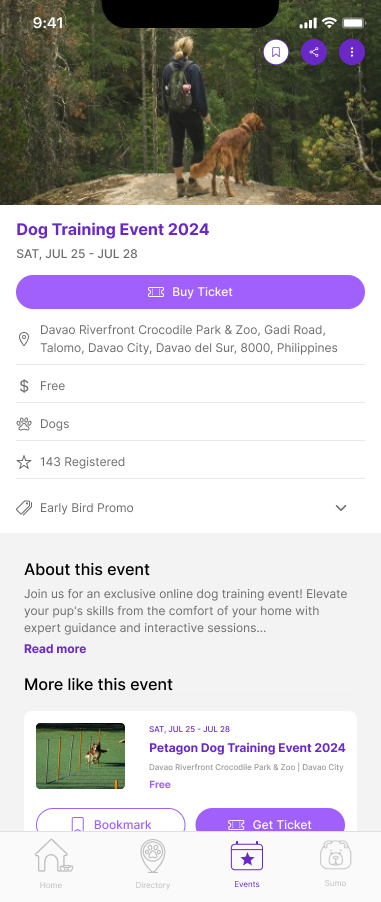 9:41
Dog Training Event 2024
SAT, JUL 25 - JUL 28
Buy Ticket
Davao Riverfront Crocodile Park & Zoo, Gadi Road,
Talomo, Davao City, Davao del Sur, 8000, Philippines
$ Free
Dogs
143 Registered
Early Bird Promo
About this event
Join us for an exclusive online dog training event! Elevate
your pup's skills from the comfort of your home with
expert guidance and interactive sessions...
Read more
More like this event
SAT, JUL 25 - JUL 28
Petagon Dog Training Event 2024
Davao Riverfront Crocodile Park & Zoo | Davao City
Free
Bookmark
Get Ticket
Home
Directory
Events
Sumo